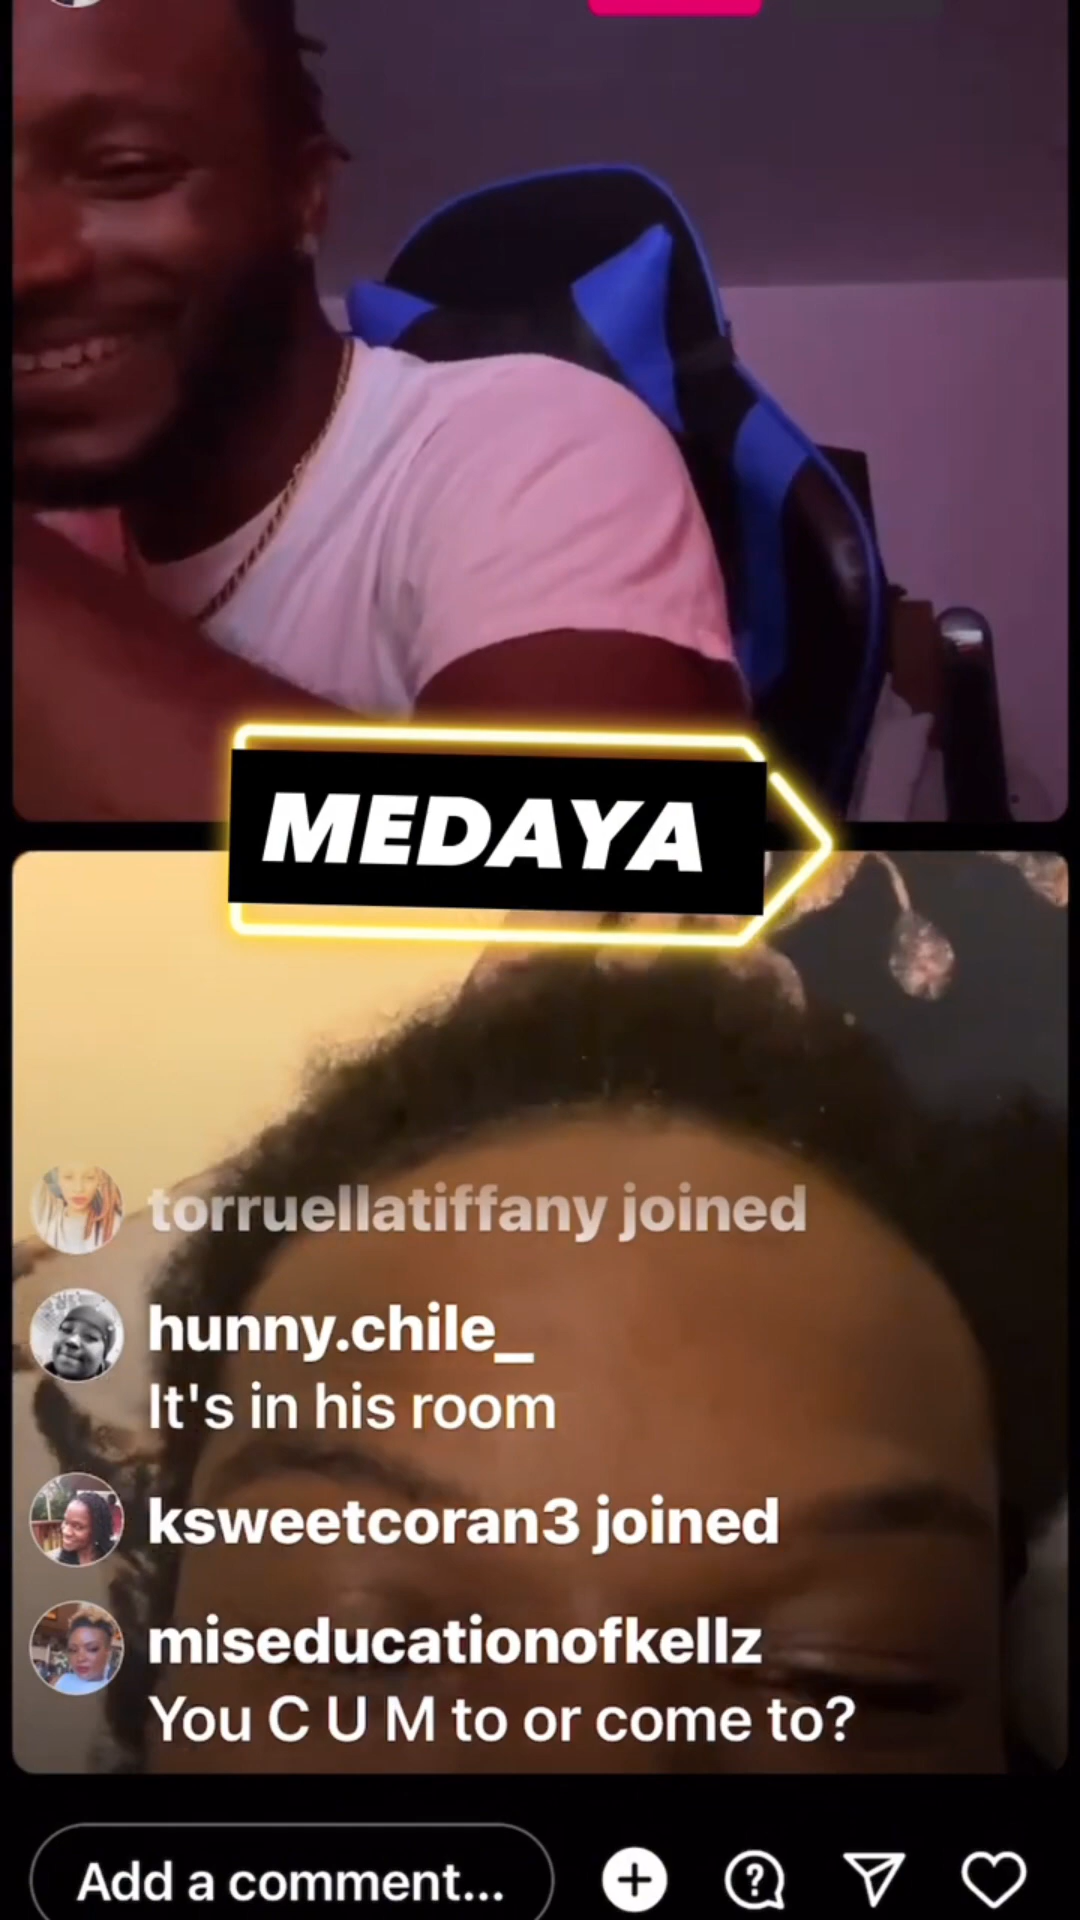 MEDAYA
torruellatiffany joined
hunny.chile_
It's in his room
ksweetcoran3 joined
miseducationofkellz
You C U M to or come to?
Add a comment...